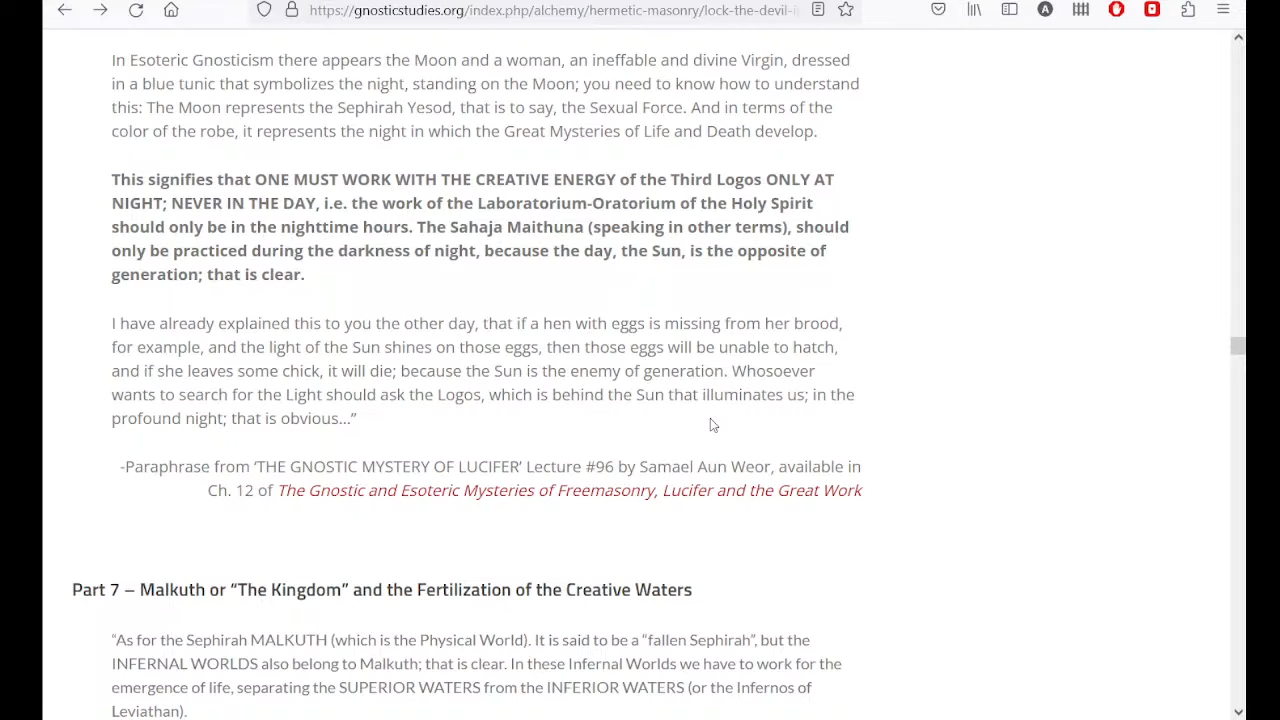 https://gnosticstudies.org/index.php/alchemy/hermetic-masonry/lock-the-devil-i
In Esoteric Gnosticism there appears the Moon and a woman, an ineffable and divine Virgin, dressed
in a blue tunic that symbolizes the night, standing on the Moon; you need to know how to understand
this: The Moon represents the Sephirah Yesod, that is to say, the Sexual Force. And in terms of the
color of the robe, it represents the night in which the Great Mysteries of Life and Death develop.
This signifies that ONE MUST WORK WITH THE CREATIVE ENERGY of the Third Logos ONLY AT
NIGHT; NEVER IN THE DAY, i.e. the work of the Laboratorium-Oratorium of the Holy Spirit
should only be in the nighttime hours. The Sahaja Maithuna (speaking in other terms), should
only be practiced during the darkness of night, because the day, the Sun, is the opposite of
generation; that is clear.
I have already explained this to you the other day, that if a hen with eggs is missing from her brood,
for example, and the light of the Sun shines on those eggs, then those eggs will be unable to hatch,
and if she leaves some chick, it will die; because the Sun is the enemy of generation. Whosoever
wants to search for the Light should ask the Logos, which is behind the Sun that illuminates us; in the
profound night; that is obvious…”
-Paraphrase from ‘THE GNOSTIC MYSTERY OF LUCIFER’ Lecture #96 by Samael Aun Weor, available in
Ch. 12 of The Gnostic and Esoteric Mysteries of Freemasonry, Lucifer and the Great Work
Part 7 – Malkuth or “The Kingdom” and the Fertilization of the Creative Waters
“As for the Sephirah MALKUTH (which is the Physical World). It is said to be a “fallen Sephirah”, but the
INFERNAL WORLDS also belong to Malkuth; that is clear. In these Infernal Worlds we have to work for the
emergence of life, separating the SUPERIOR WATERS from the INFERIOR WATERS (or the Infernos of
Leviathan).